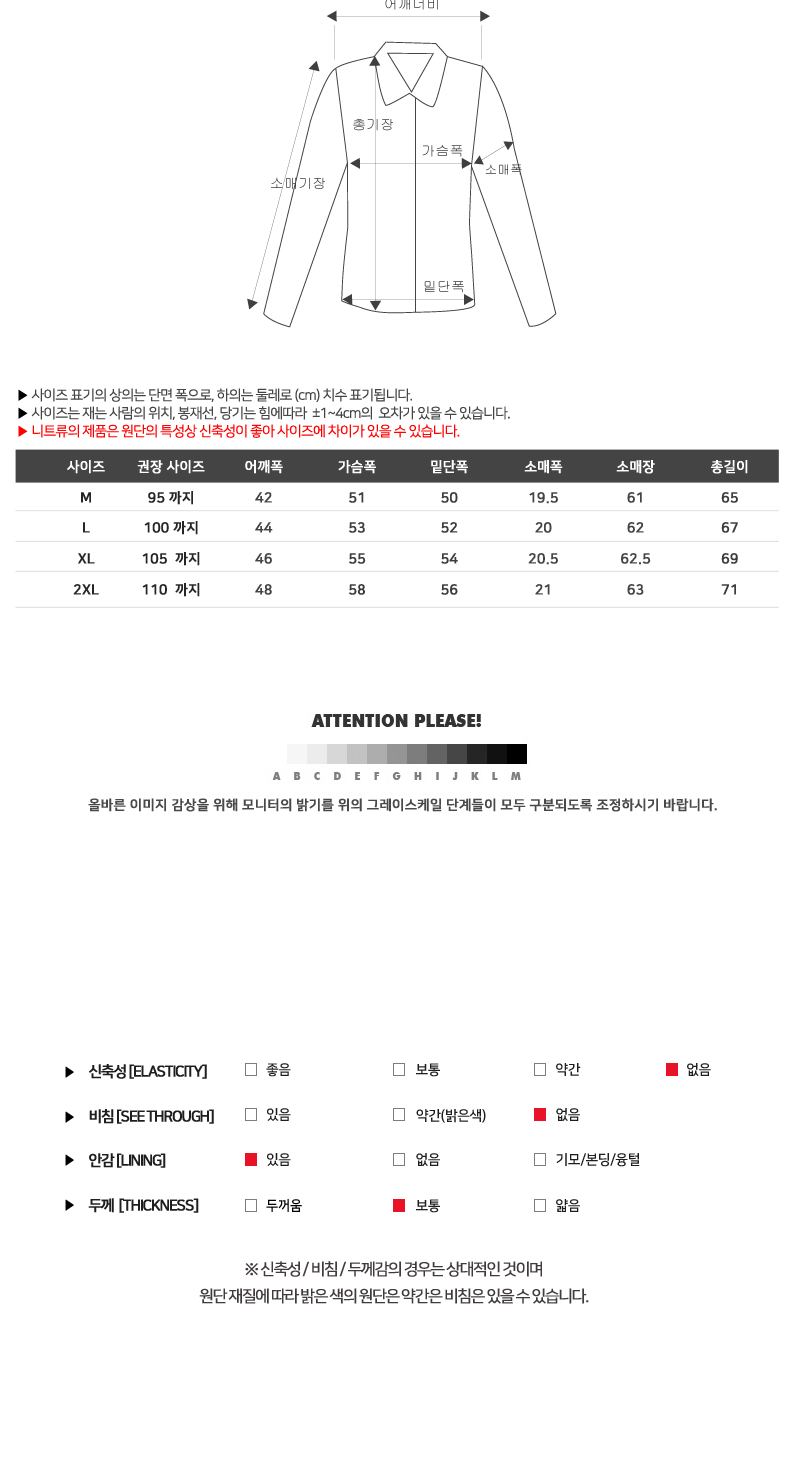 어깨너비
총기장
가슴폭
소매폭
소매기장
밑단폭
▶ 사이즈 표기의 상의는 단면 폭으로, 하의는 둘레로 (cm) 치수 표기됩니다.
▶ 사이즈는 재는 사람의 위치, 봉재선, 당기는 힘에따라 ±1~4cm의 오차가 있을 수 있습니다.
▶ 니트류의 제품은 원단의 특성상 신축성이 좋아 사이즈에 차이가 있을 수 있습니다.
사이즈 권장 사이즈 어깨폭 가슴폭 밑단폭 소매폭 소매장 총길이
M 95 까지 42 51 50 19.5 61 65
L 100 까지 44 53 52 20 62 67
XL 105 까지 46 55 54 20.5 62.5 69
2XL 110 까지 48 58 56 21 63 71
ATTENTION PLEASE!
A B C D E F G H I J K L M
올바른 이미지 감상을 위해 모니터의 밝기를 위의 그레이스케일 단계들이 모두 구분되도록 조정하시기 바랍니다.
▶ 신축성 [ELASTICITY] 좋음 보통 약간 없음
▶ 비침 [SEE THROUGH] 있음 약간(밝은색) 없음
▶ 안감 [LINING] 있음 없음 기모/본딩/융털
▶ 두께 [THICKNESS] 두꺼움 보통 얇음
※ 신축성 / 비침 / 두께감의 경우는 상대적인 것이며
원단 재질에 따라 밝은 색의 원단은 약간은 비침은 있을 수 있습니다.